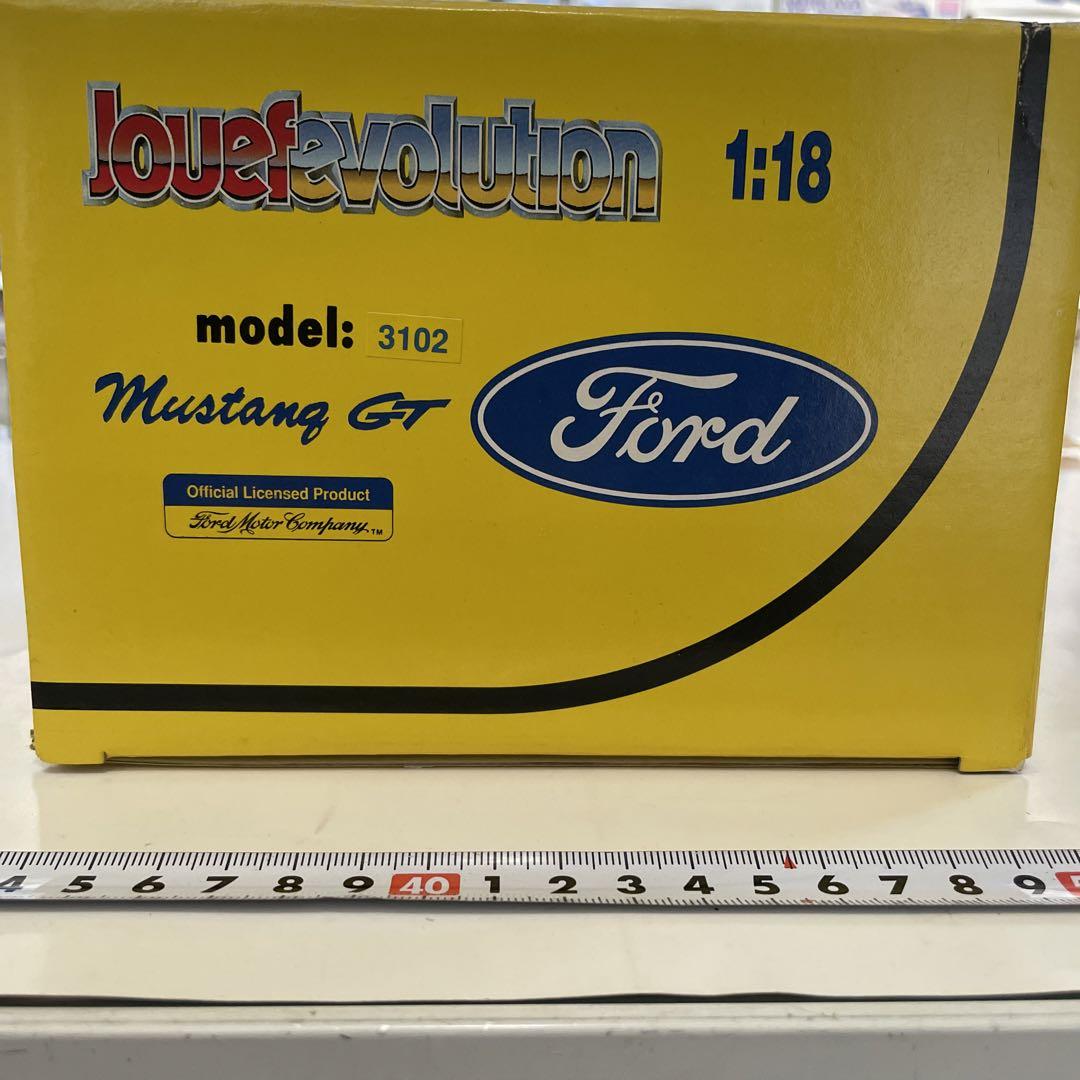 Jouefevolution
1:18
model: 3102
Mustang GT
Ford
Official Licensed Product
Ford Motor Company.™
4 5 6 7 8 9 40 1 2 3 4 5 6 7 8 9